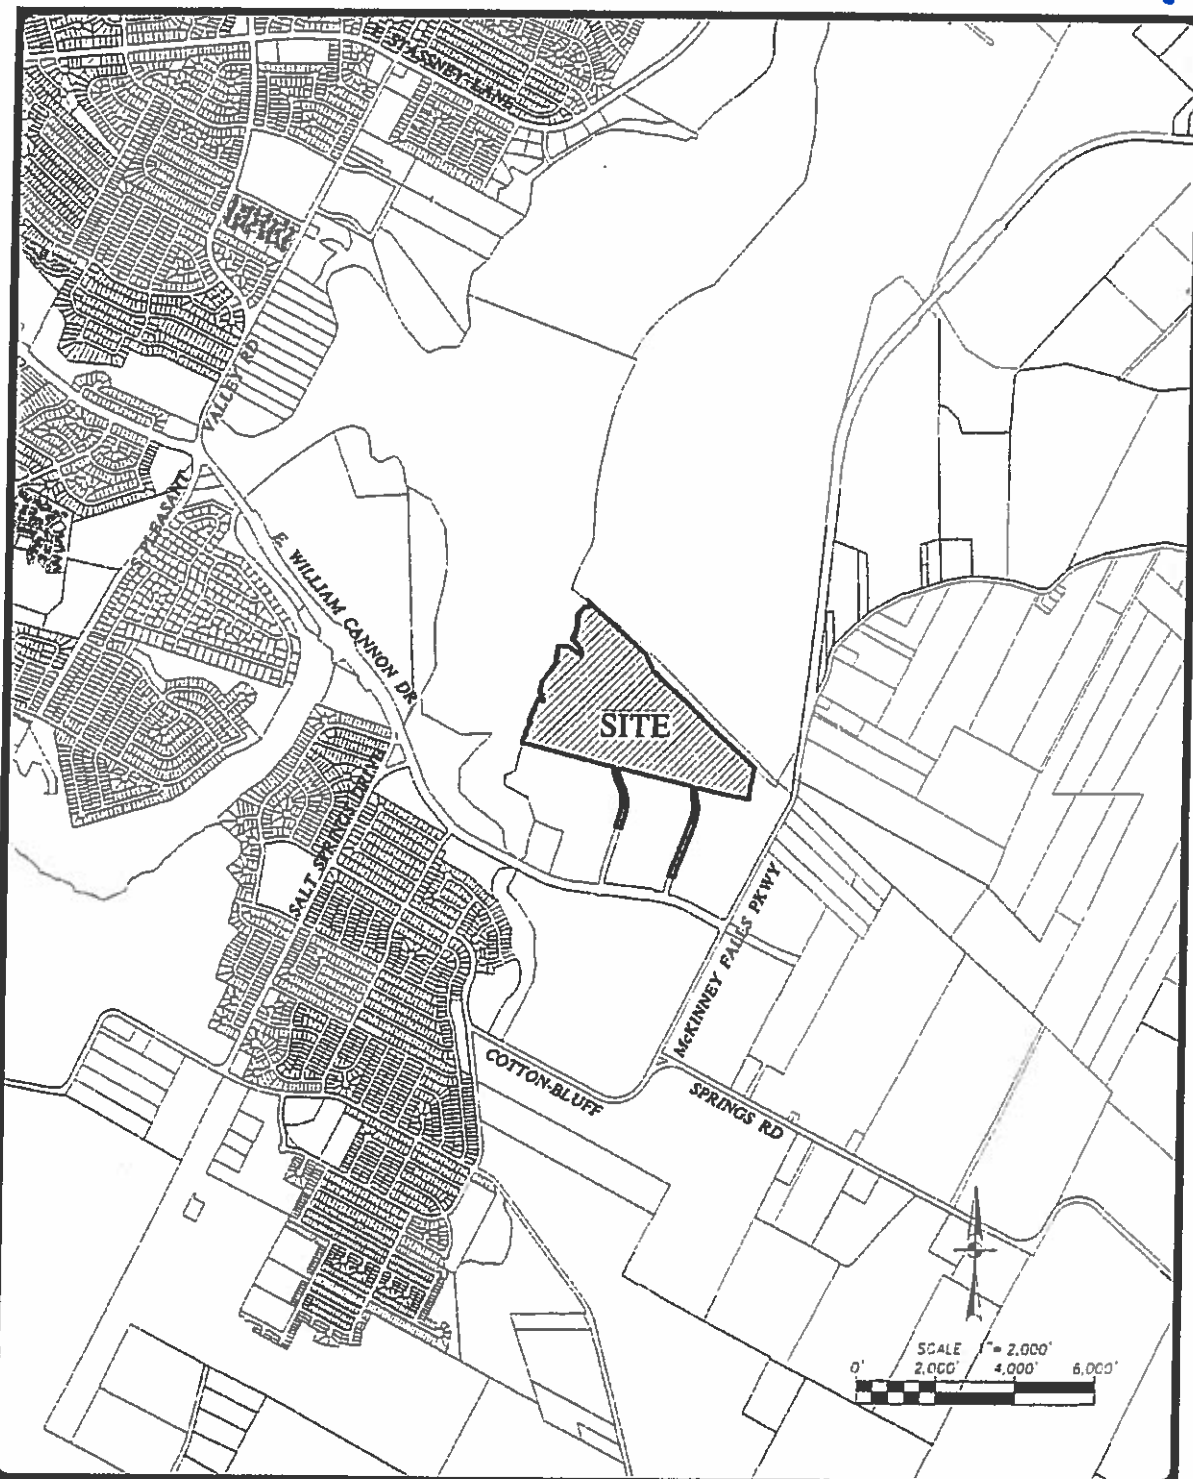 E STASSNEY-LANE
VALLEY RD
S PLEASANT
E. WILLIAM CANNON DR
SITE
SALT SPRINGS DRIVE
McKINNEY FALLS PKWY
COTTON-BLUFF
SPRINGS RD
SCALE 1"= 2,000'
0' 2,000' 4,000' 6,000'